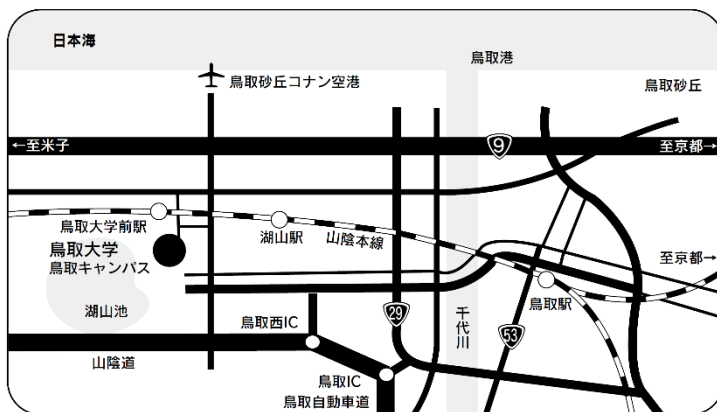 日本海
鳥取港
鳥取砂丘コナン空港
鳥取砂丘
←至米子
9
至京都→
鳥取大学前駅
湖山駅
山陰本線
鳥取大学
鳥取キャンパス
至京都→
鳥取駅
湖山池
29
千代川
鳥取西IC
53
山陰道
鳥取IC
鳥取自動車道